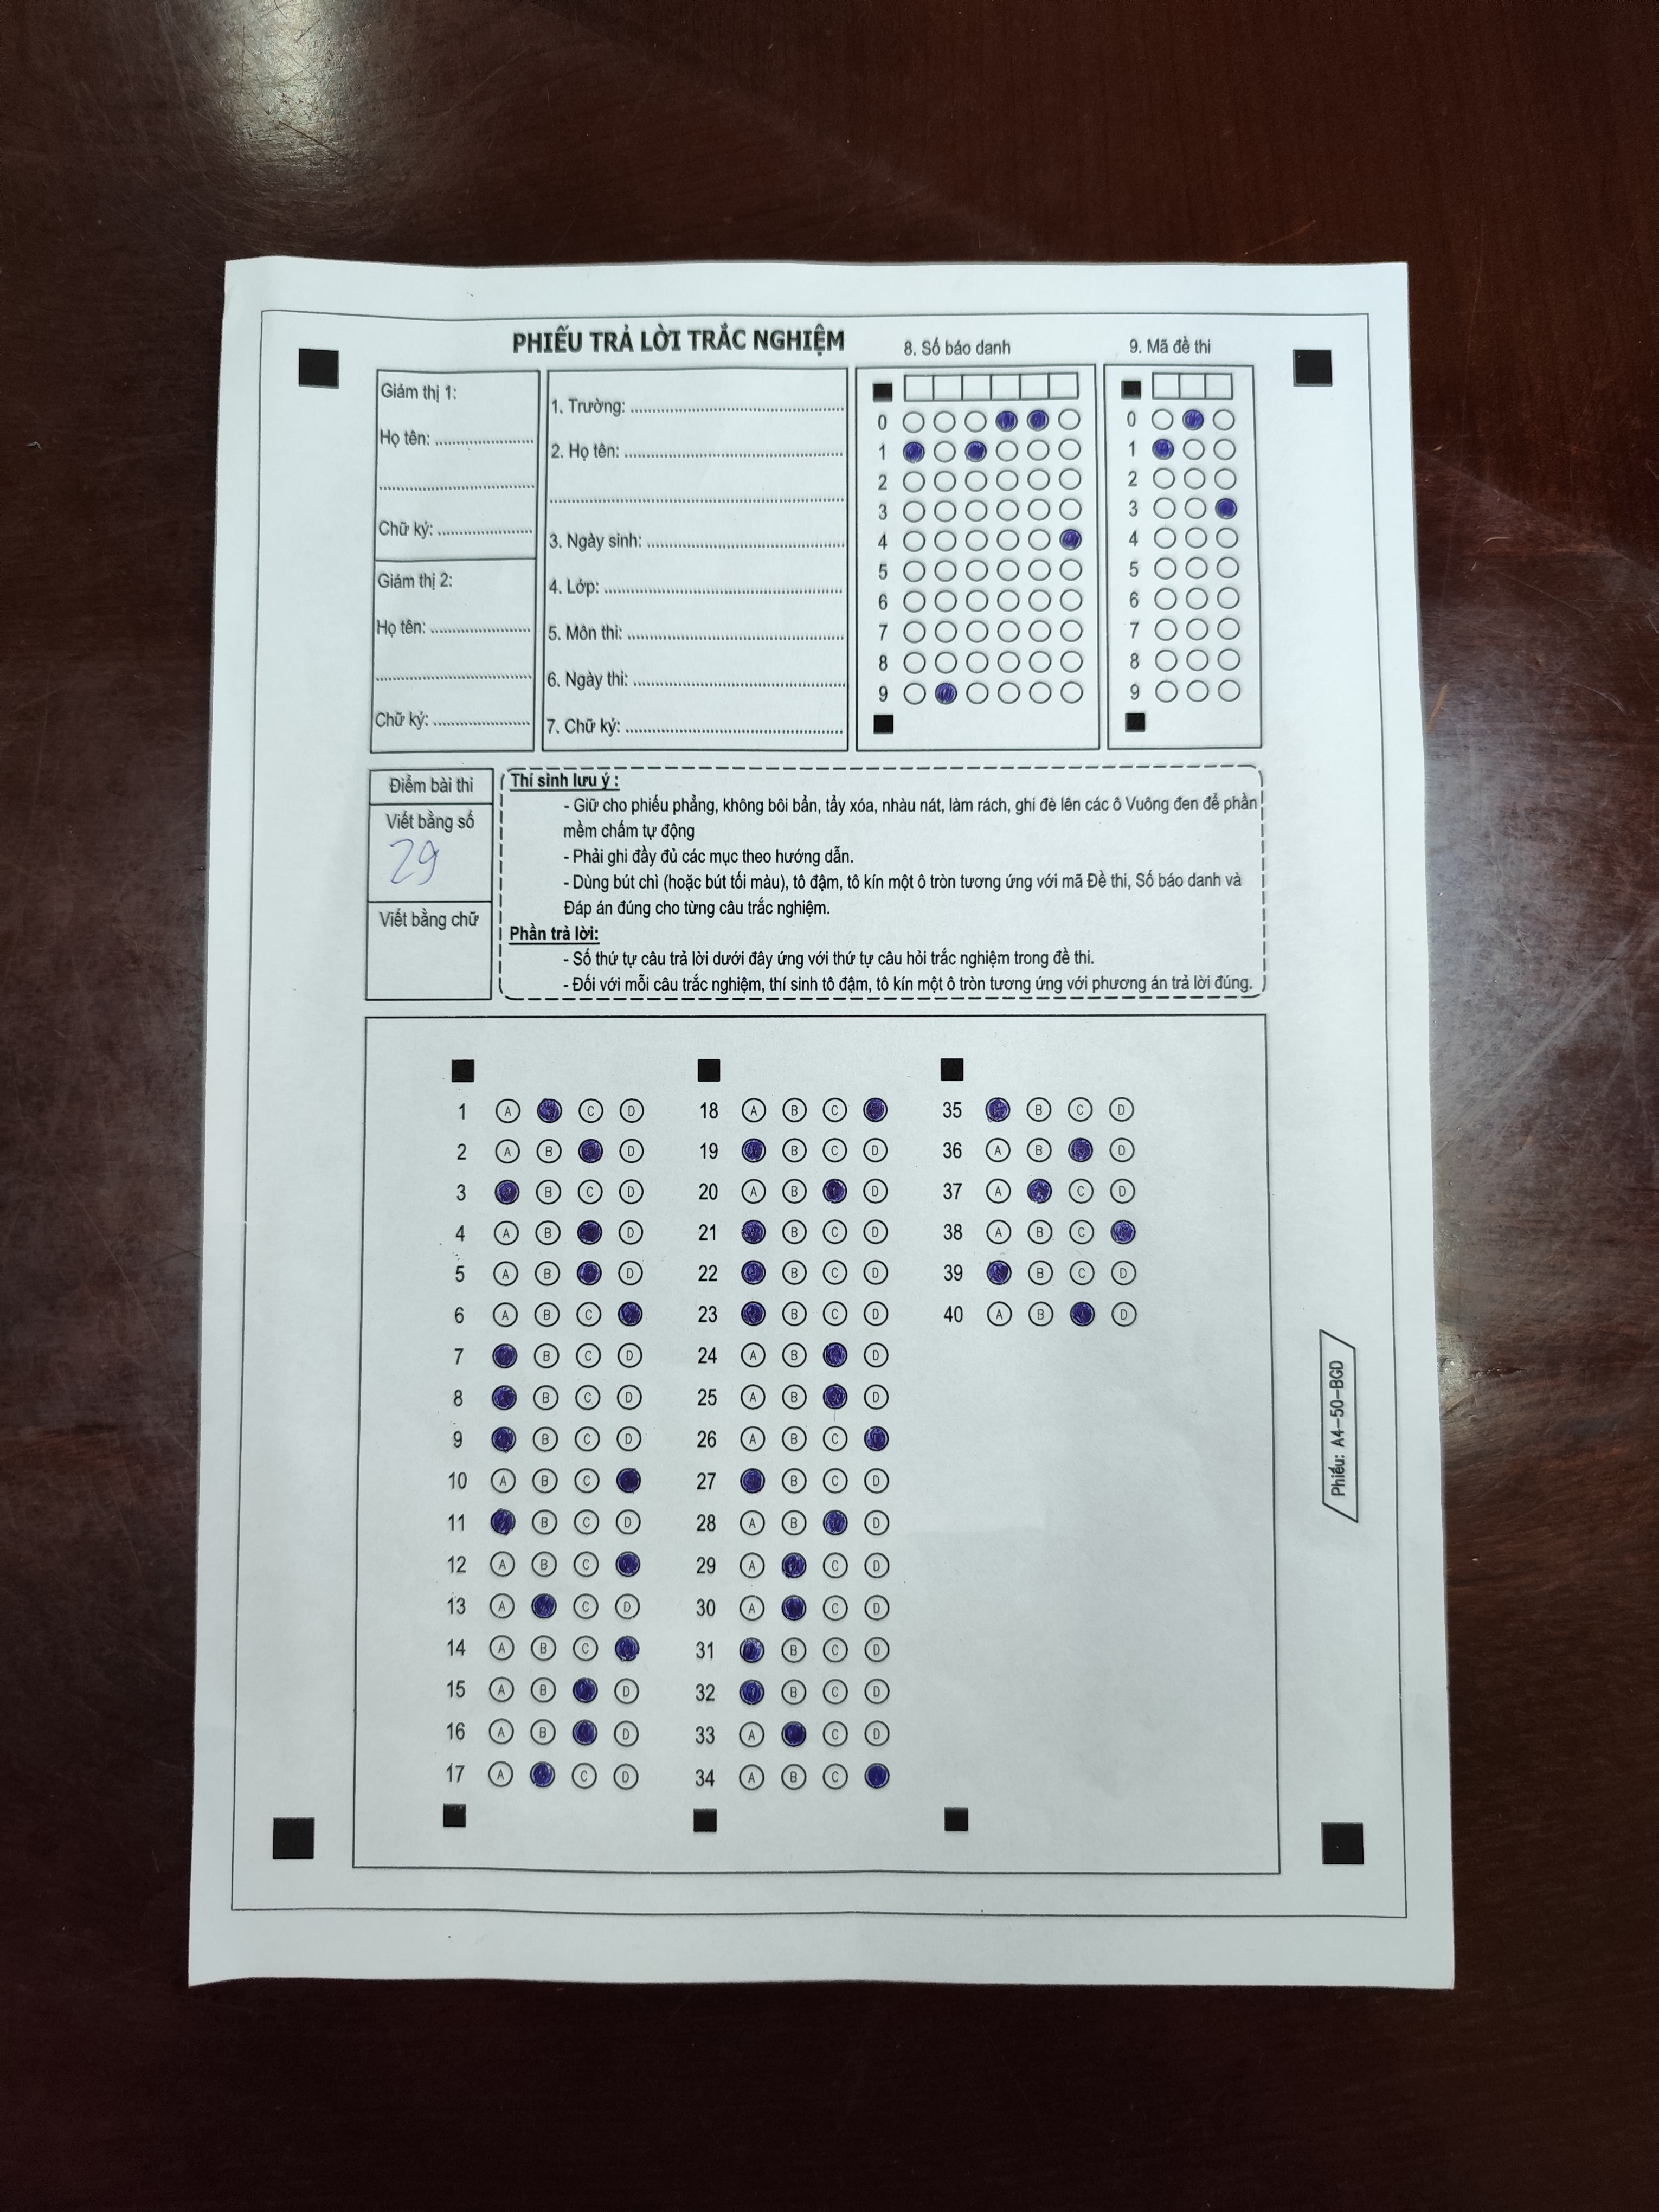 PHIẾU TRẢ LỜI TRẮC NGHIỆM
8. Số báo danh
9. Mã đề thi
Giám thị 1:
Họ tên: ......................
...................................
Chữ ký: .....................
Giám thị 2:
Họ tên: ......................
...................................
Chữ ký: .....................
1. Trường: ................................................
2. Họ tên: .................................................
..................................................................
3. Ngày sinh: ............................................
4. Lớp: .....................................................
5. Môn thi: ................................................
6. Ngày thi: ...............................................
7. Chữ ký: ................................................
0 0
1 1
2 2
3 3
4 4
5 5
6 6
7 7
8 8
9 9
Điểm bài thi
Viết bằng số
29
Viết bằng chữ
Thí sinh lưu ý :
- Giữ cho phiếu phẳng, không bôi bẩn, tẩy xóa, nhàu nát, làm rách, ghi đè lên các ô Vuông đen để phần
mềm chấm tự động
- Phải ghi đầy đủ các mục theo hướng dẫn.
- Dùng bút chì (hoặc bút tối màu), tô đậm, tô kín một ô tròn tương ứng với mã Đề thi, Số báo danh và
Đáp án đúng cho từng câu trắc nghiệm.
Phần trả lời:
- Số thứ tự câu trả lời dưới đây ứng với thứ tự câu hỏi trắc nghiệm trong đề thi.
- Đối với mỗi câu trắc nghiệm, thí sinh tô đậm, tô kín một ô tròn tương ứng với phương án trả lời đúng.
1 A C D
2 A B D
3 B C D
4 A B D
5 A B D
6 A B C
7 B C D
8 B C D
9 B C D
10 A B C
11 B C D
12 A B C
13 A C D
14 A B C
15 A B D
16 A B D
17 A C D
18 A B C
19 B C D
20 A B D
21 B C D
22 B C D
23 B C D
24 A B D
25 A B D
26 A B C
27 B C D
28 A B D
29 A C D
30 A C D
31 B C D
32 B C D
33 A C D
34 A B C
35 B C D
36 A B D
37 A C D
38 A B C
39 B C D
40 A B D
Phiếu: A4-50-BGD